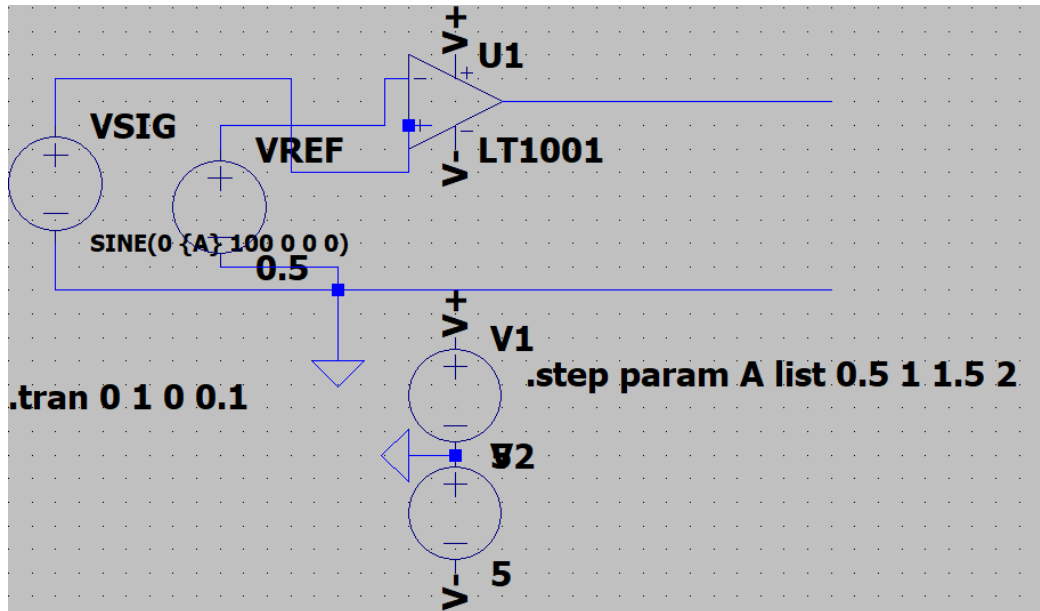 V+
U1
VSIG
VREF
LT1001
V-
SINE(0 {A} 100 0 0 0)
0.5
V+
V1
.step param A list 0.5 1 1.5 2
.tran 0 1 0 0.1
V2
5
V-